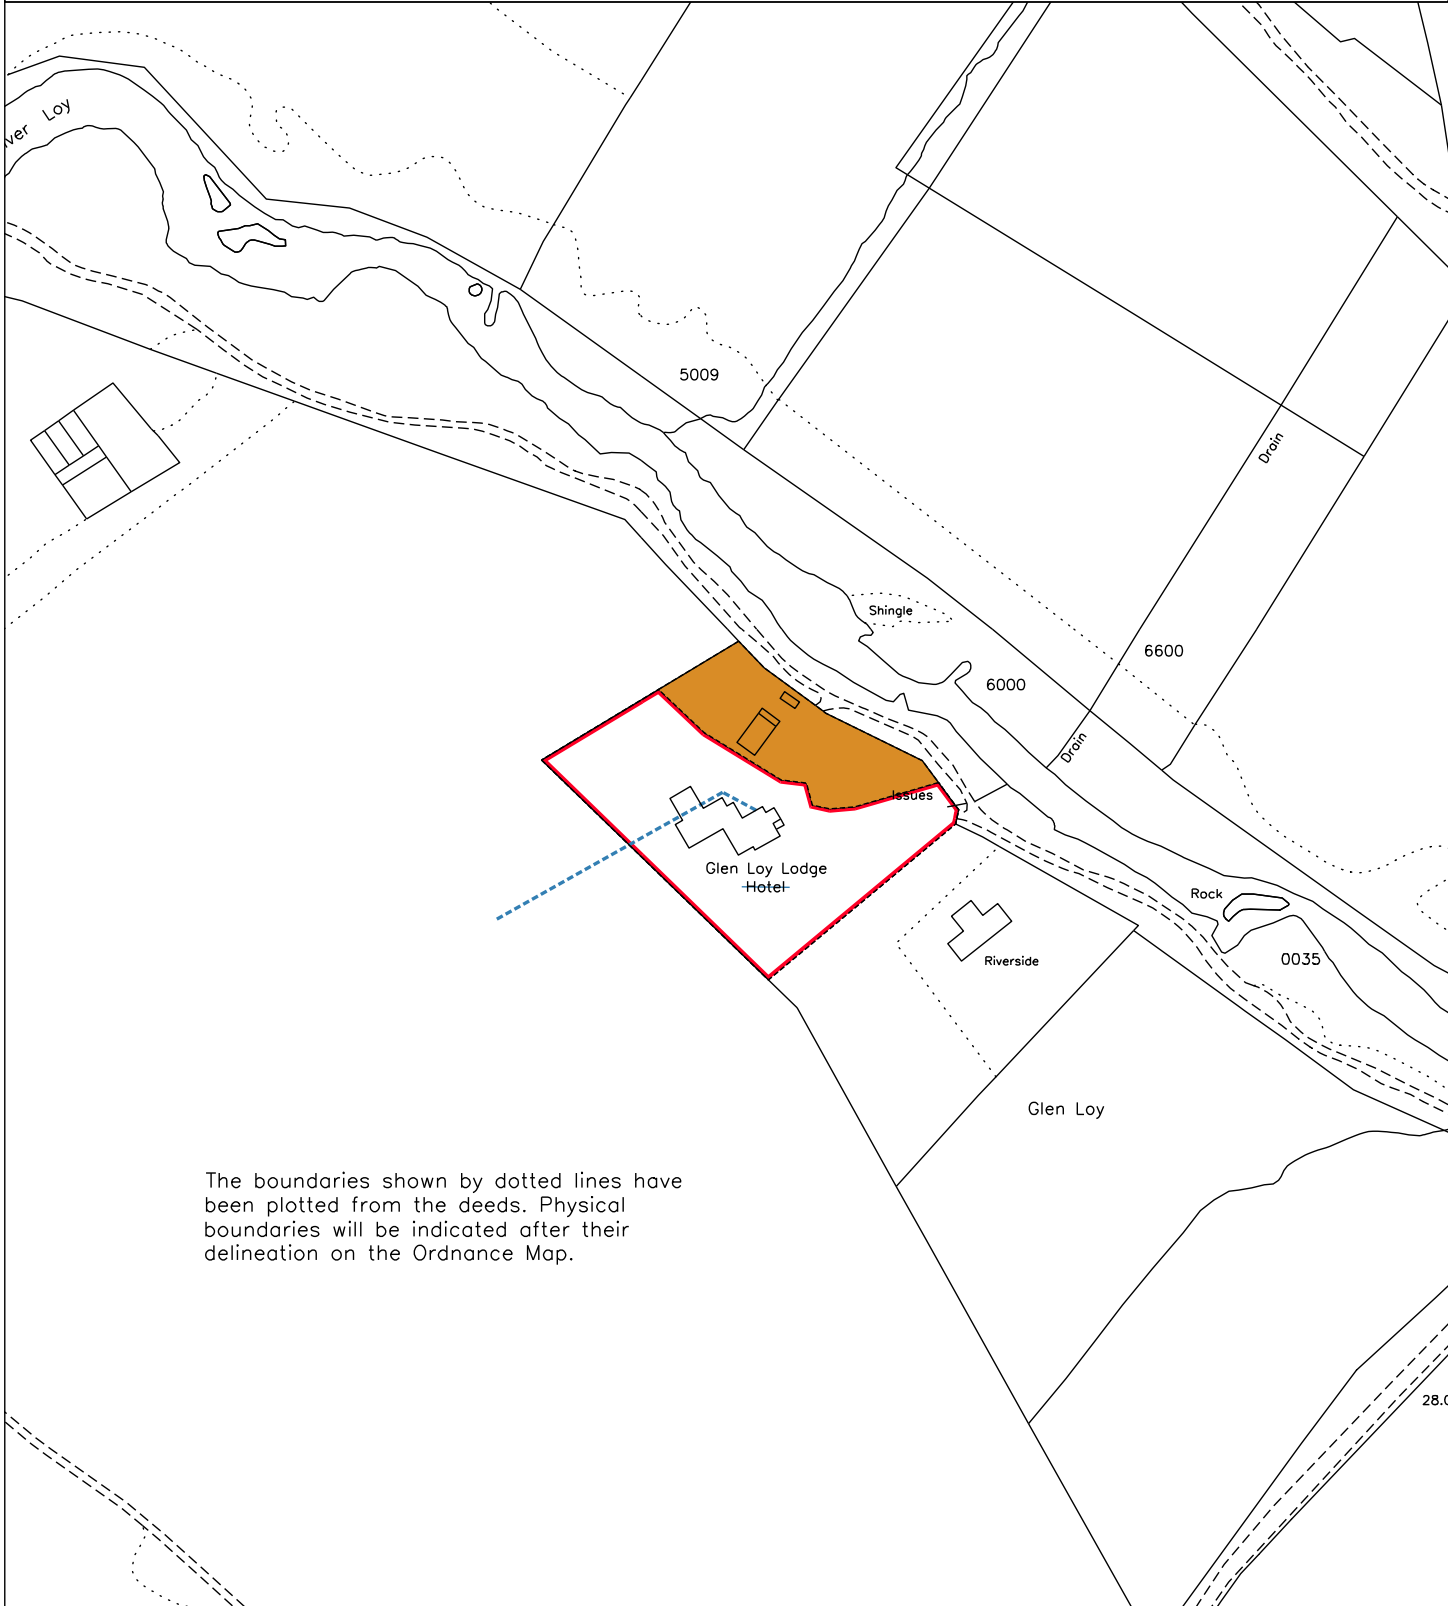 ver Loy
5009
Drain
Shingle
6600
6000
Drain
Issues
Glen Loy Lodge
Hotel
Rock
Riverside
0035
Glen Loy
The boundaries shown by dotted lines have
been plotted from the deeds. Physical
boundaries will be indicated after their
delineation on the Ordnance Map.
28.0